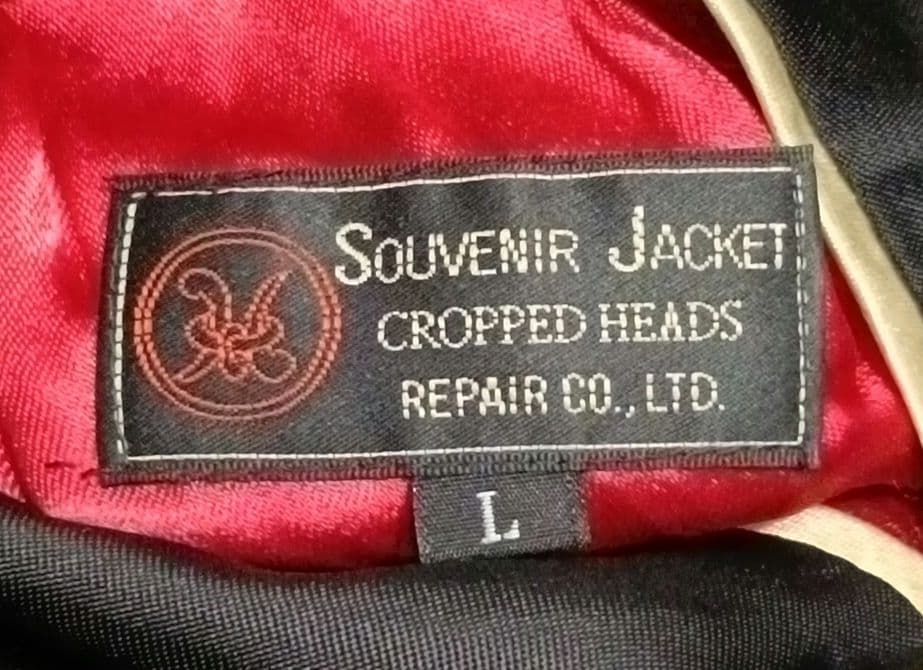 SOUVENIR JACKET
CROPPED HEADS
REPAIR CO., LTD.
L